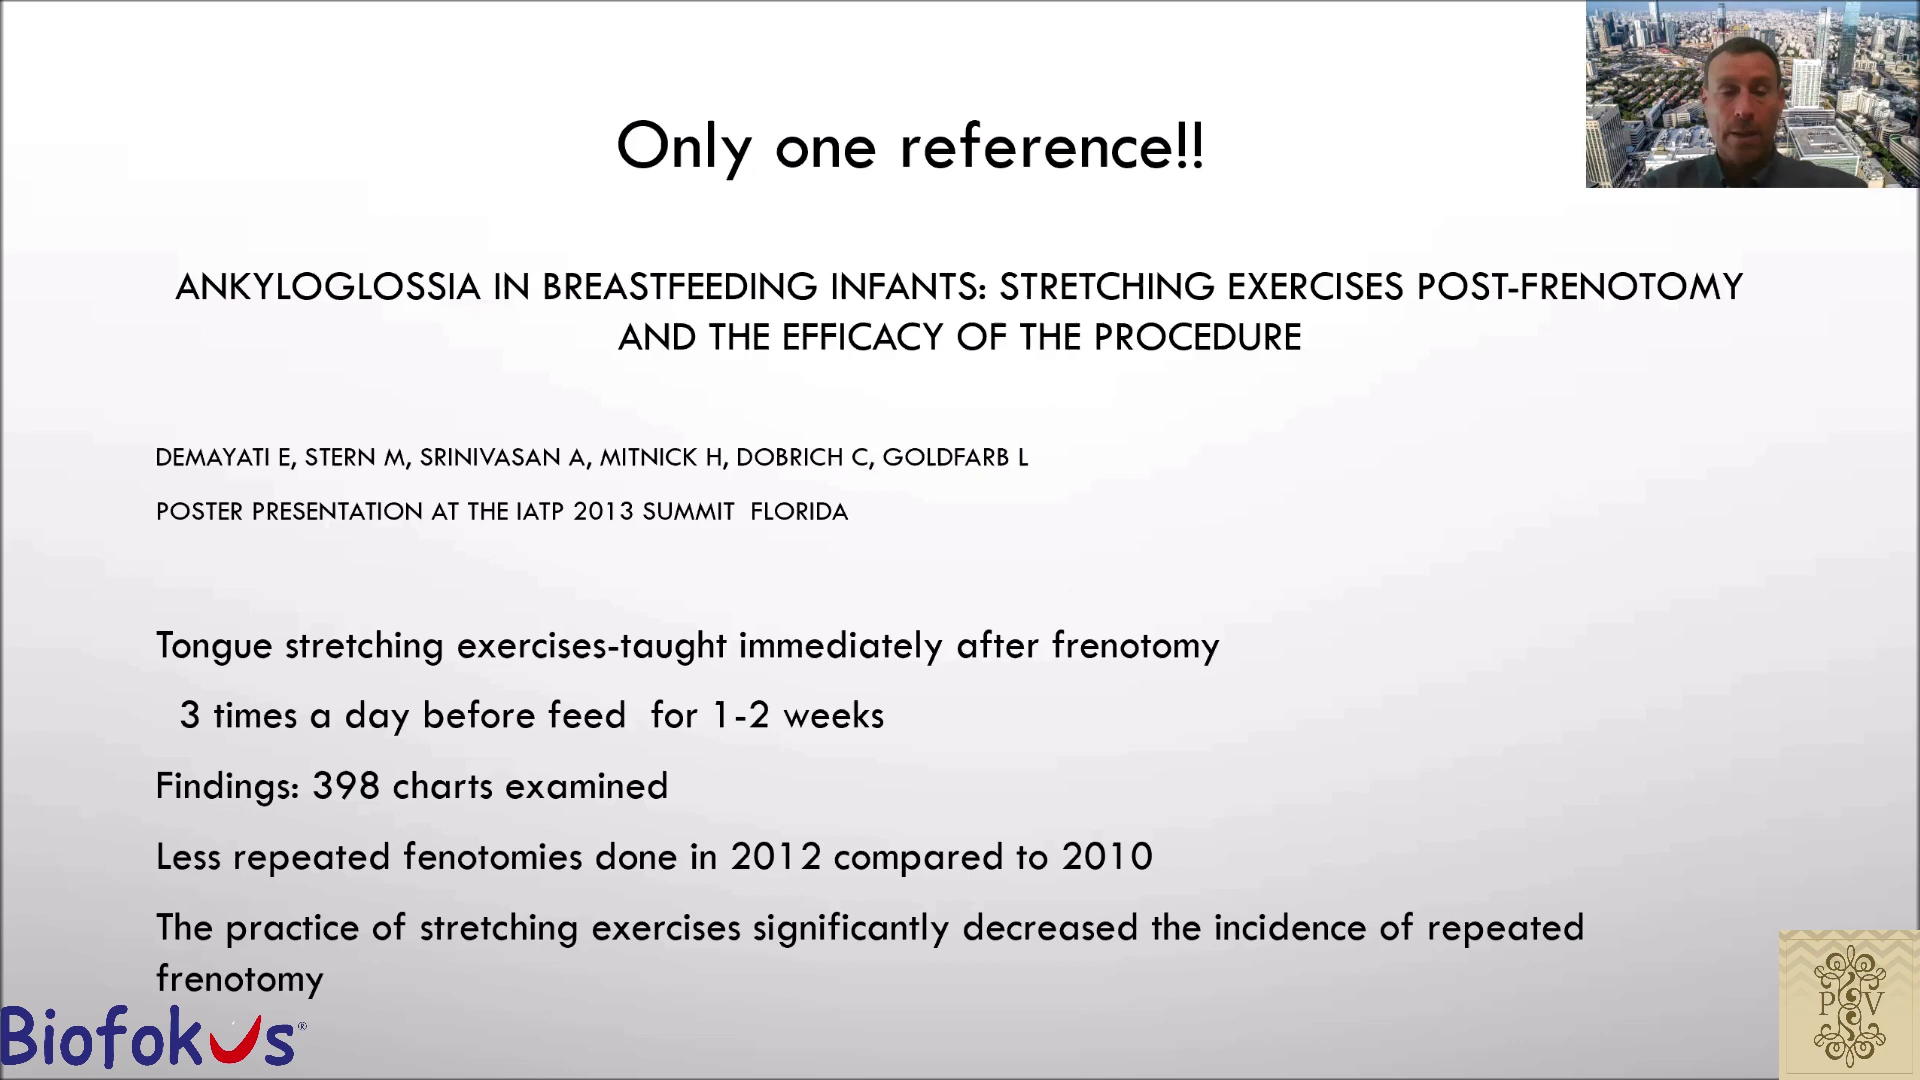 Only one reference!!
ANKYLOGLOSSIA IN BREASTFEEDING INFANTS: STRETCHING EXERCISES POST-FRENOTOMY
AND THE EFFICACY OF THE PROCEDURE
DEMAYATI E, STERN M, SRINIVASAN A, MITNICK H, DOBRICH C, GOLDFARB L
POSTER PRESENTATION AT THE IATP 2013 SUMMIT FLORIDA
Tongue stretching exercises-taught immediately after frenotomy
3 times a day before feed for 1-2 weeks
Findings: 398 charts examined
Less repeated fenotomies done in 2012 compared to 2010
The practice of stretching exercises significantly decreased the incidence of repeated
frenotomy
Biofokus®
P V
S